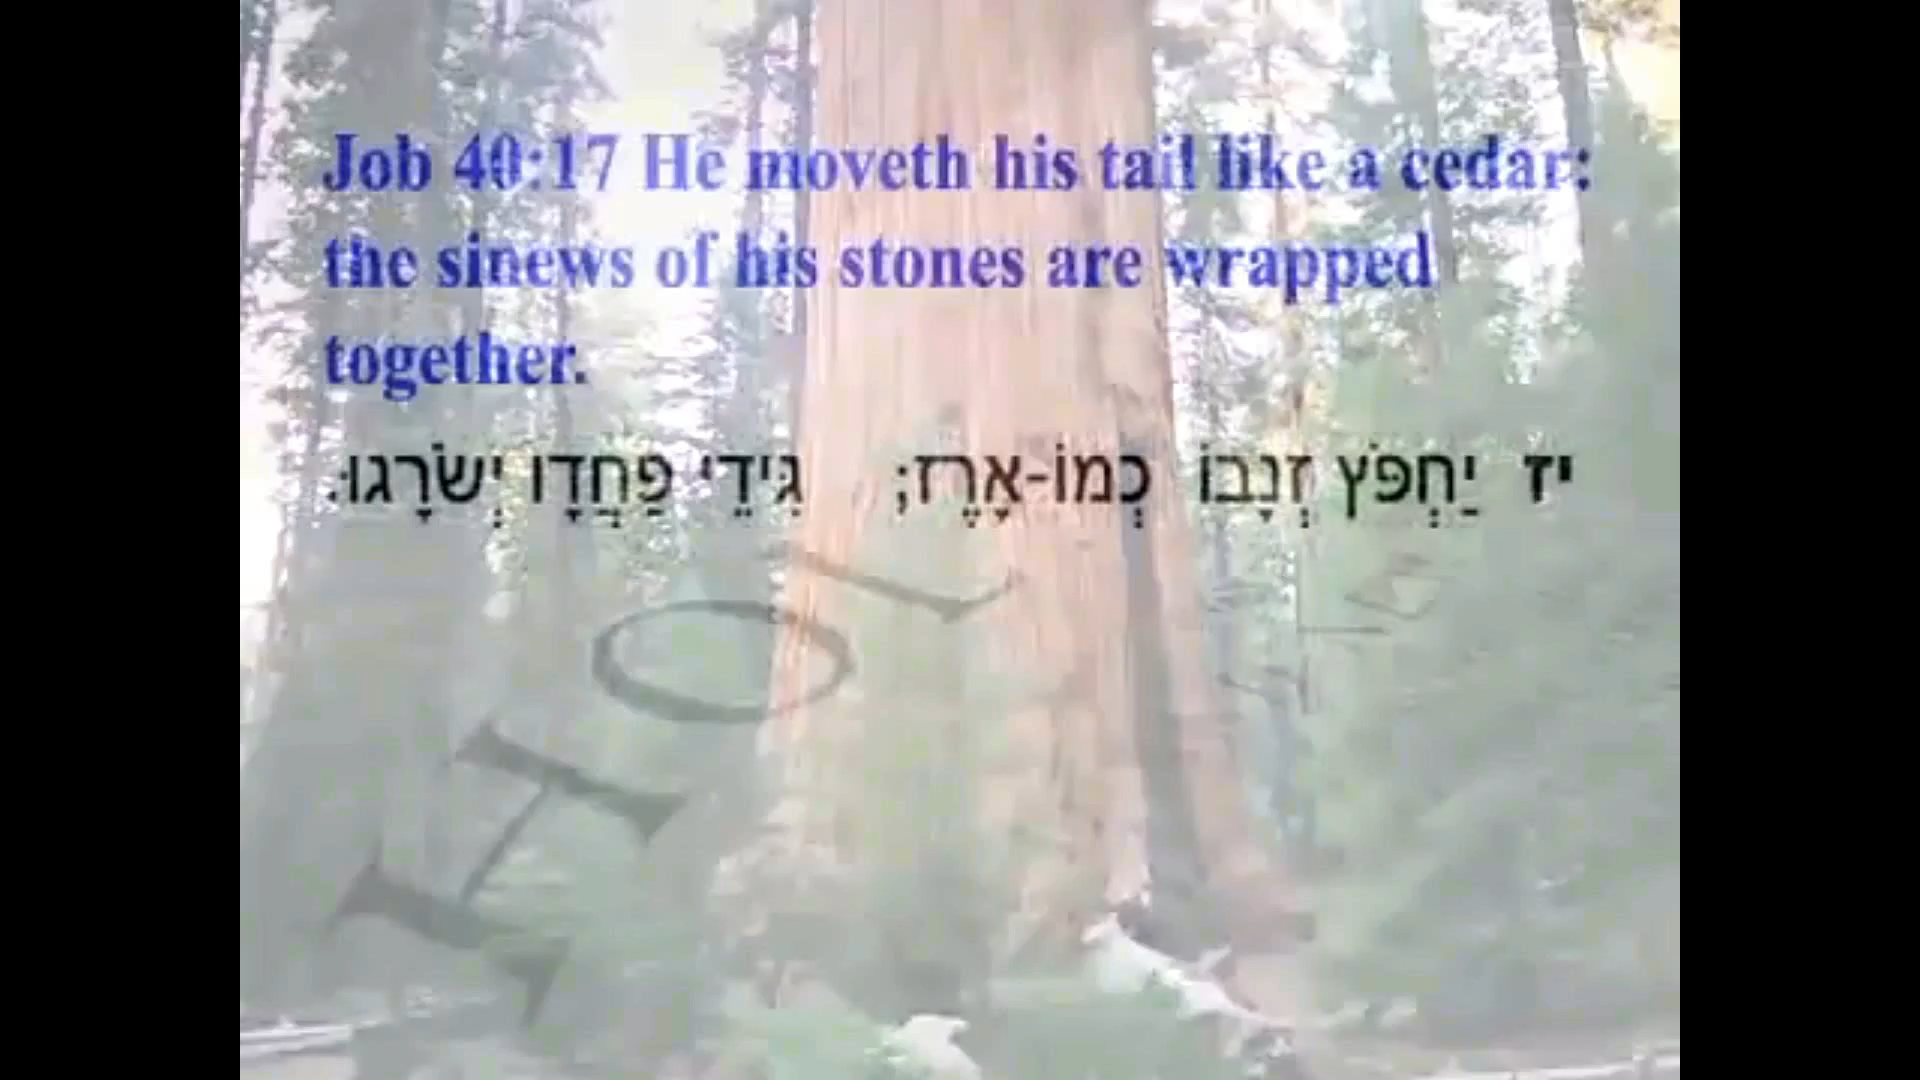 Job 40:17 He moveth his tail like a cedar:
the sinews of his stones are wrapped
together.
יז יַחְפֹּץ זְנָבוֹ כְמוֹ-אָרֶז; גִּידֵי פַחֲדָו יְשֹׂרָגוּ.
HOL